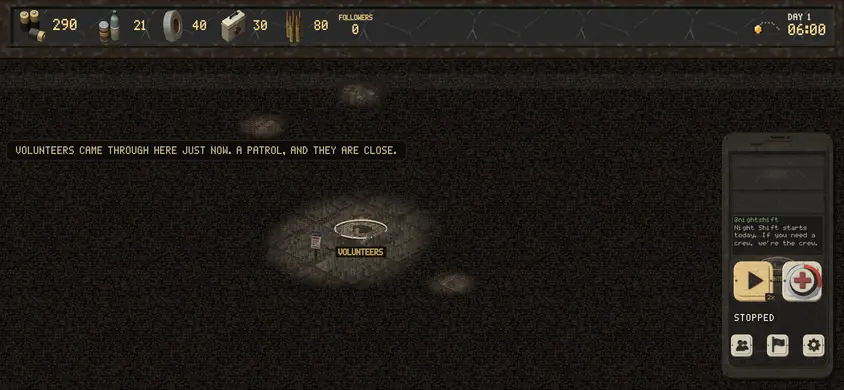 290
21
40
30
80
FOLLOWERS
0
DAY 1
06:00
VOLUNTEERS CAME THROUGH HERE JUST NOW. A PATROL, AND THEY ARE CLOSE.
VOLUNTEERS
@nightshift
Night Shift starts
today. If you need a
crew, we're the crew.
2x
STOPPED